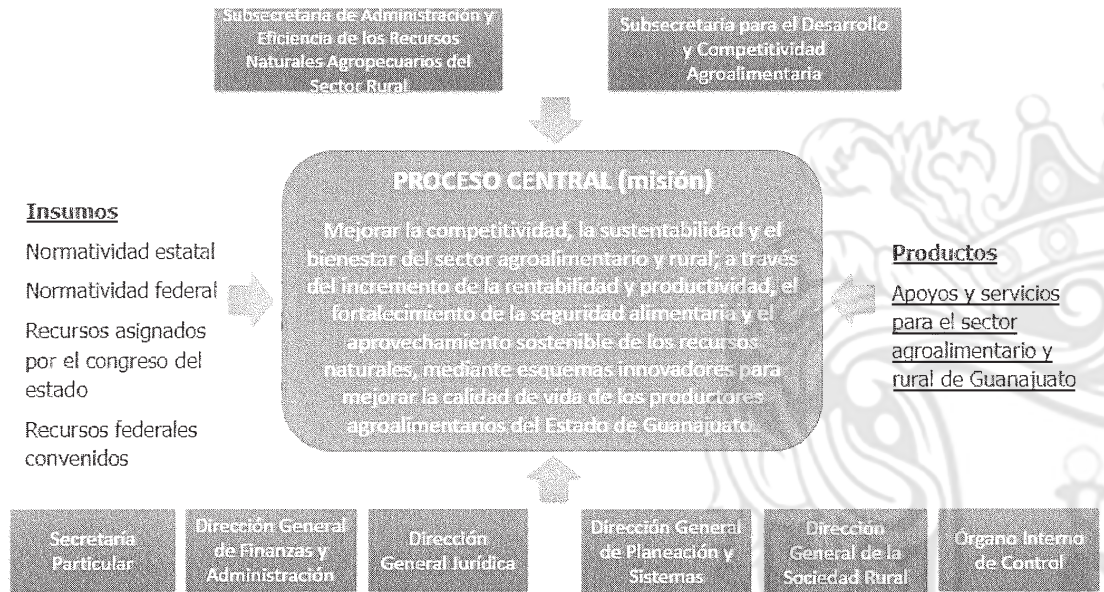 Subsecretaría de Administración y
Eficiencia de los Recursos
Naturales Agropecuarios del
Sector Rural
Subsecretaría para el Desarrollo
y Competitividad
Agroalimentaria
PROCESO CENTRAL (misión)
Mejorar la competitividad, la sustentabilidad y el
bienestar del sector agroalimentario y rural; a través
del incremento de la rentabilidad y productividad, el
fortalecimiento de la seguridad alimentaria y el
aprovechamiento sostenible de los recursos
naturales, mediante esquemas innovadores para
mejorar la calidad de vida de los productores
agroalimentarios del Estado de Guanajuato.
Insumos
Normatividad estatal
Normatividad federal
Recursos asignados
por el congreso del
estado
Recursos federales
convenidos
Productos
Apoyos y servicios
para el sector
agroalimentario y
rural de Guanajuato
Secretaría
Particular
Dirección General
de Finanzas y
Administración
Dirección
General Jurídica
Dirección General
de Planeación y
Sistemas
Dirección
General de la
Sociedad Rural
Órgano Interno
de Control